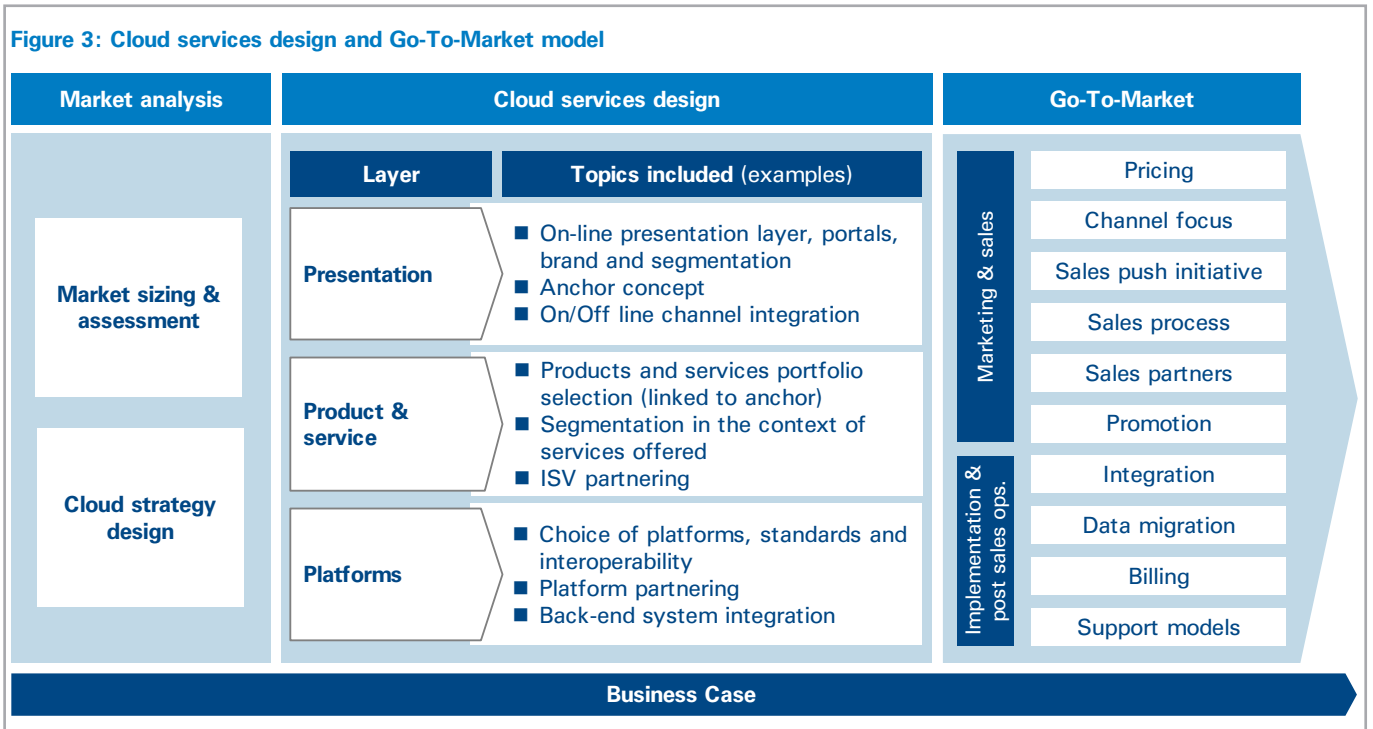 Figure 3: Cloud services design and Go-To-Market model
Market analysis
Cloud services design
Go-To-Market
Market sizing &
assessment
Cloud strategy
design
Layer
Topics included (examples)
Presentation
■ On-line presentation layer, portals,
brand and segmentation
■ Anchor concept
■ On/Off line channel integration
Product &
service
■ Products and services portfolio
selection (linked to anchor)
■ Segmentation in the context of
services offered
■ ISV partnering
Platforms
■ Choice of platforms, standards and
interoperability
■ Platform partnering
■ Back-end system integration
Marketing & sales
Pricing
Channel focus
Sales push initiative
Sales process
Sales partners
Promotion
Implementation &
post sales ops.
Integration
Data migration
Billing
Support models
Business Case